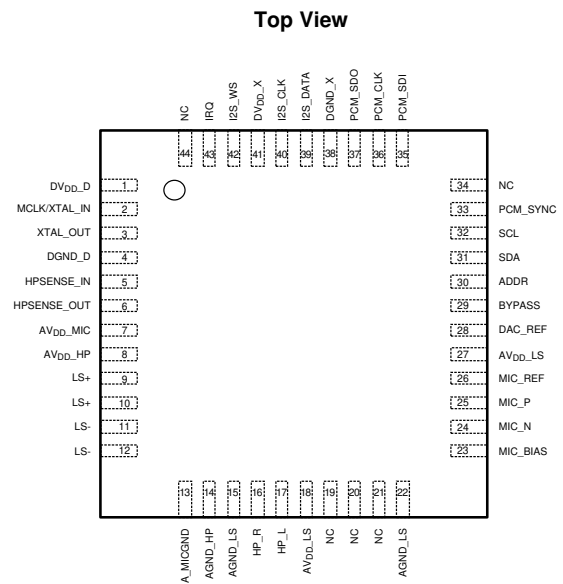 Top View
NC
IRQ
I2S_WS
DVDD_X
I2S_CLK
I2S_DATA
DGND_X
PCM_SDO
PCM_CLK
PCM_SDI
44
43
42
41
40
39
38
37
36
35
DVDD_D 1
MCLK/XTAL_IN 2
XTAL_OUT 3
DGND_D 4
HPSENSE_IN 5
HPSENSE_OUT 6
AVDD_MIC 7
AVDD_HP 8
LS+ 9
LS+ 10
LS- 11
LS- 12
34 NC
33 PCM_SYNC
32 SCL
31 SDA
30 ADDR
29 BYPASS
28 DAC_REF
27 AVDD_LS
26 MIC_REF
25 MIC_P
24 MIC_N
23 MIC_BIAS
13
14
15
16
17
18
19
20
21
22
A_MICGND
AGND_HP
AGND_LS
HP_R
HP_L
AVDD_LS
NC
NC
NC
AGND_LS